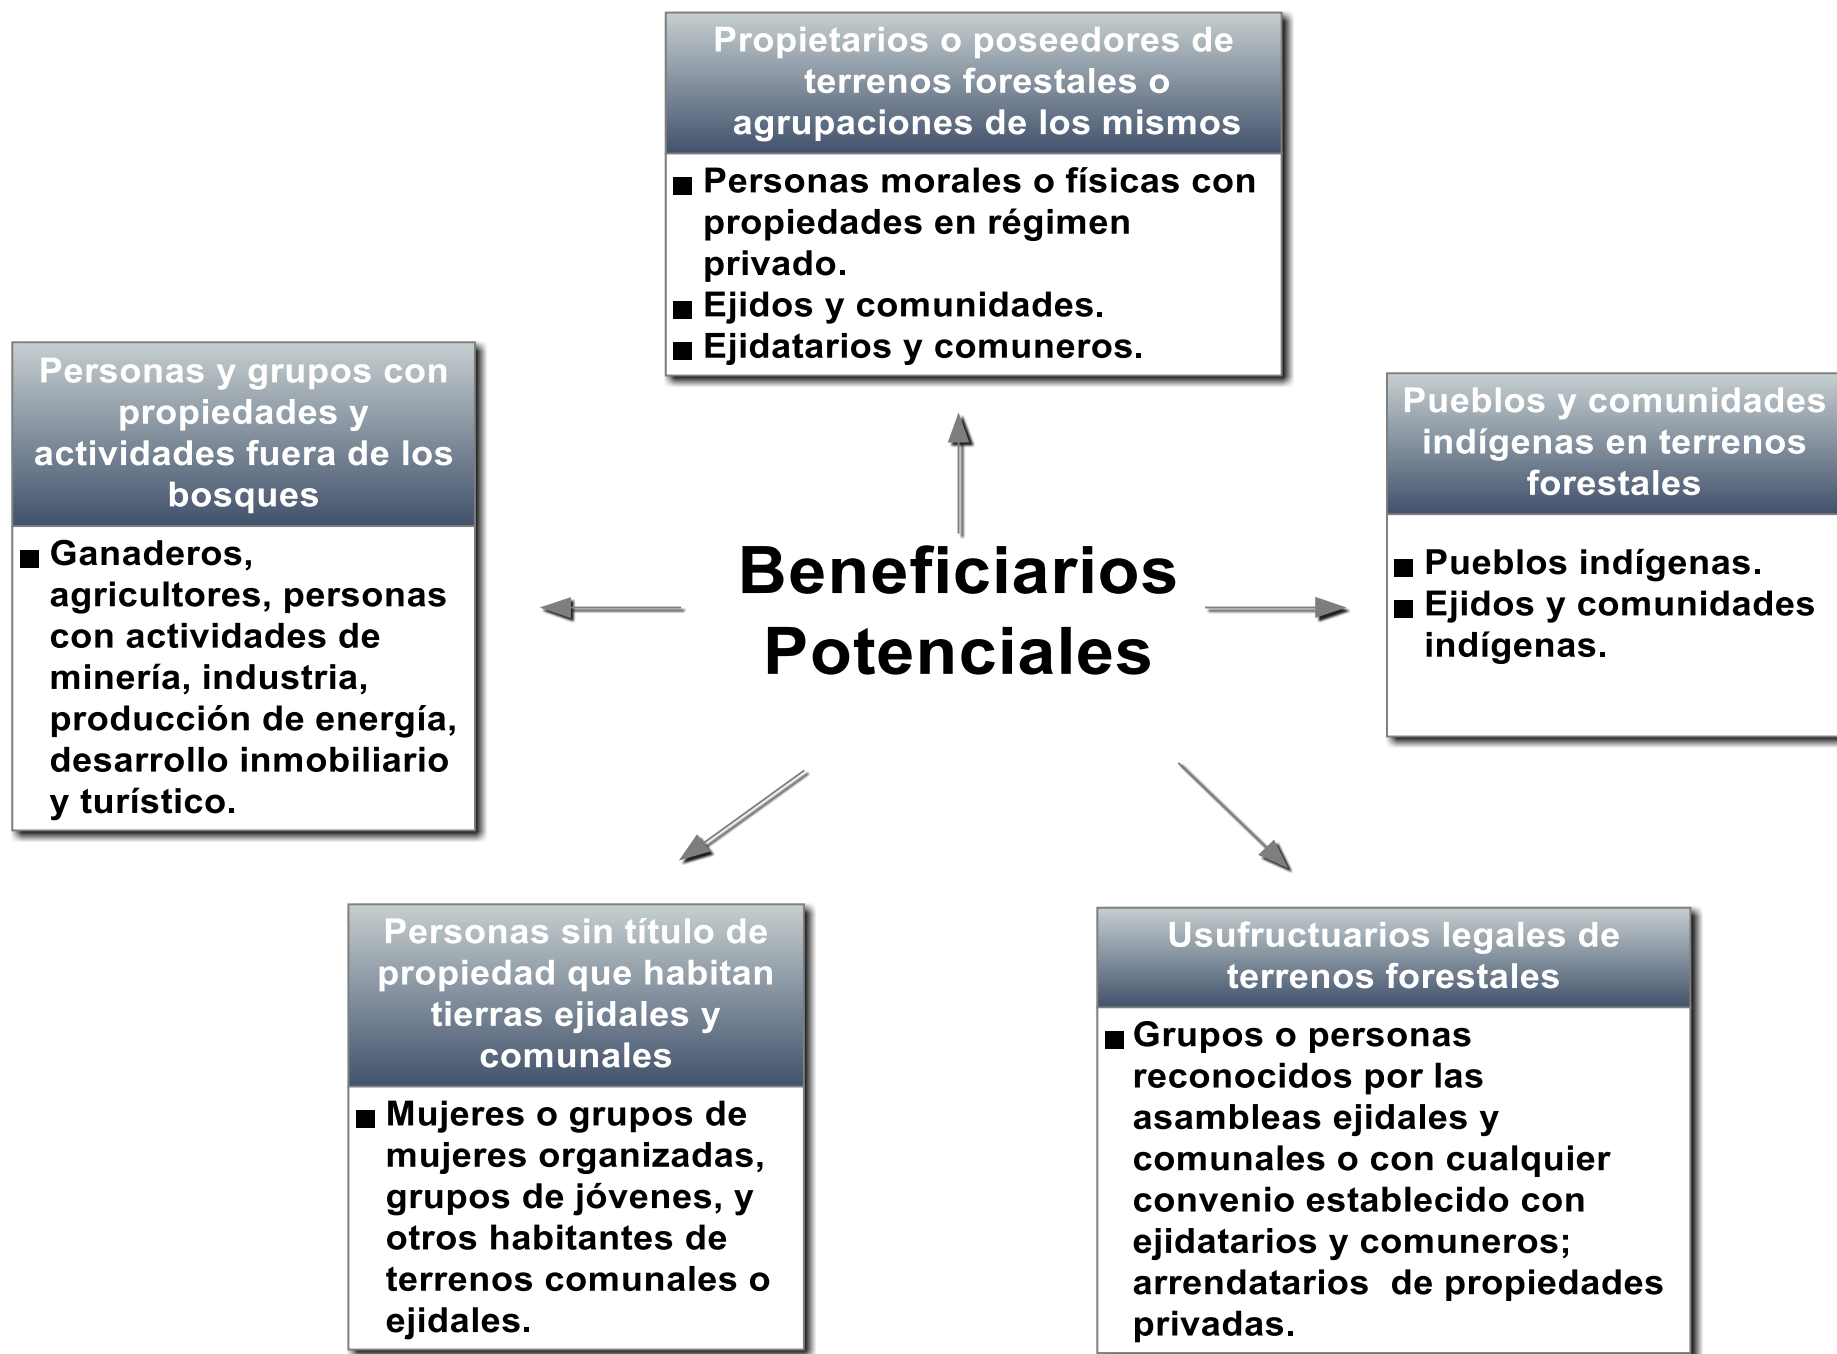 Propietarios o poseedores de
terrenos forestales o
agrupaciones de los mismos
■ Personas morales o físicas con
propiedades en régimen
privado.
■ Ejidos y comunidades.
■ Ejidatarios y comuneros.
Personas y grupos con
propiedades y
actividades fuera de los
bosques
■ Ganaderos,
agricultores, personas
con actividades de
minería, industria,
producción de energía,
desarrollo inmobiliario
y turístico.
Beneficiarios
Potenciales
Pueblos y comunidades
indígenas en terrenos
forestales
■ Pueblos indígenas.
■ Ejidos y comunidades
indígenas.
Personas sin título de
propiedad que habitan
tierras ejidales y
comunales
■ Mujeres o grupos de
mujeres organizadas,
grupos de jóvenes, y
otros habitantes de
terrenos comunales o
ejidales.
Usufructuarios legales de
terrenos forestales
■ Grupos o personas
reconocidos por las
asambleas ejidales y
comunales o con cualquier
convenio establecido con
ejidatarios y comuneros;
arrendatarios de propiedades
privadas.